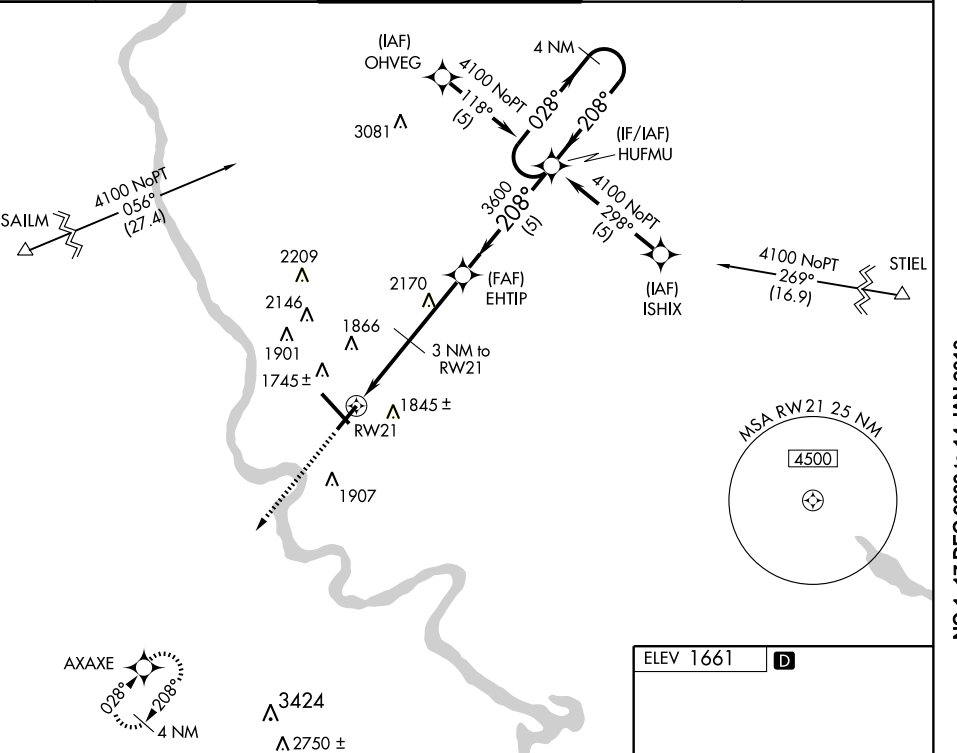 (IAF)
OHVEG
4 NM
4100 NoPT
118°
(5)
028°
208°
3081
(IF/IAF)
HUFMU
4100 NoPT
056°
(27.4)
SAILM
3600
208°
(5)
4100 NoPT
298°
(5)
4100 NoPT
269°
(16.9)
STIEL
2209
2170
(FAF)
EHTIP
(IAF)
ISHIX
2146
1866
1901
3 NM to
RW21
1745 ±
1845 ±
RW21
MSA RW 21 25 NM
4500
1907
AXAXE
028°
208°
4 NM
3424
2750 ±
ELEV 1661
D